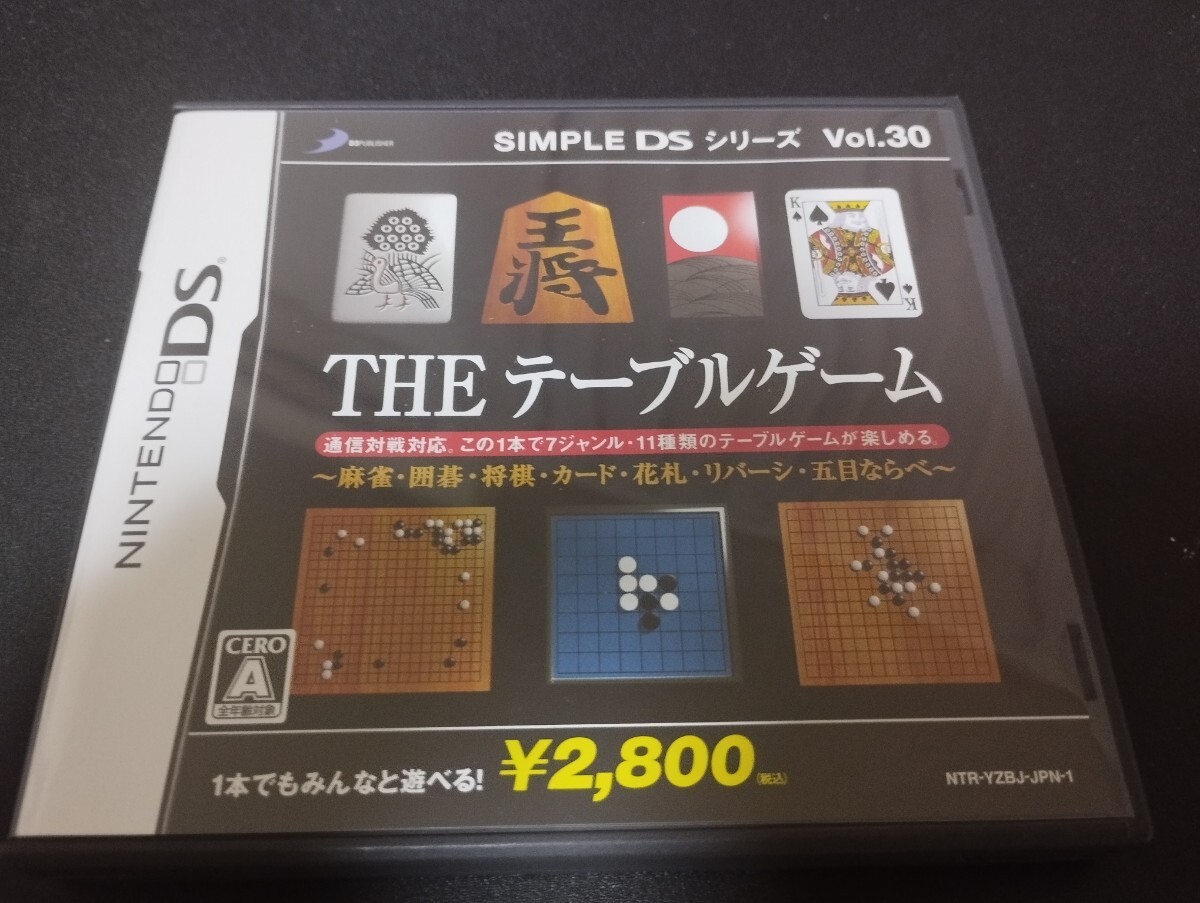 D3PUBLISHER
SIMPLE DS シリーズ Vol.30
K
王将
K
THE テーブルゲーム
通信対戦対応。この1本で7ジャンル・11種類のテーブルゲームが楽しめる。
～麻雀・囲碁・将棋・カード・花札・リバーシ・五目ならべ～
NINTENDO DS
CERO
A
全年齢対象
1本でもみんなと遊べる! ¥2,800 (税込)
NTR-YZBJ-JPN-1